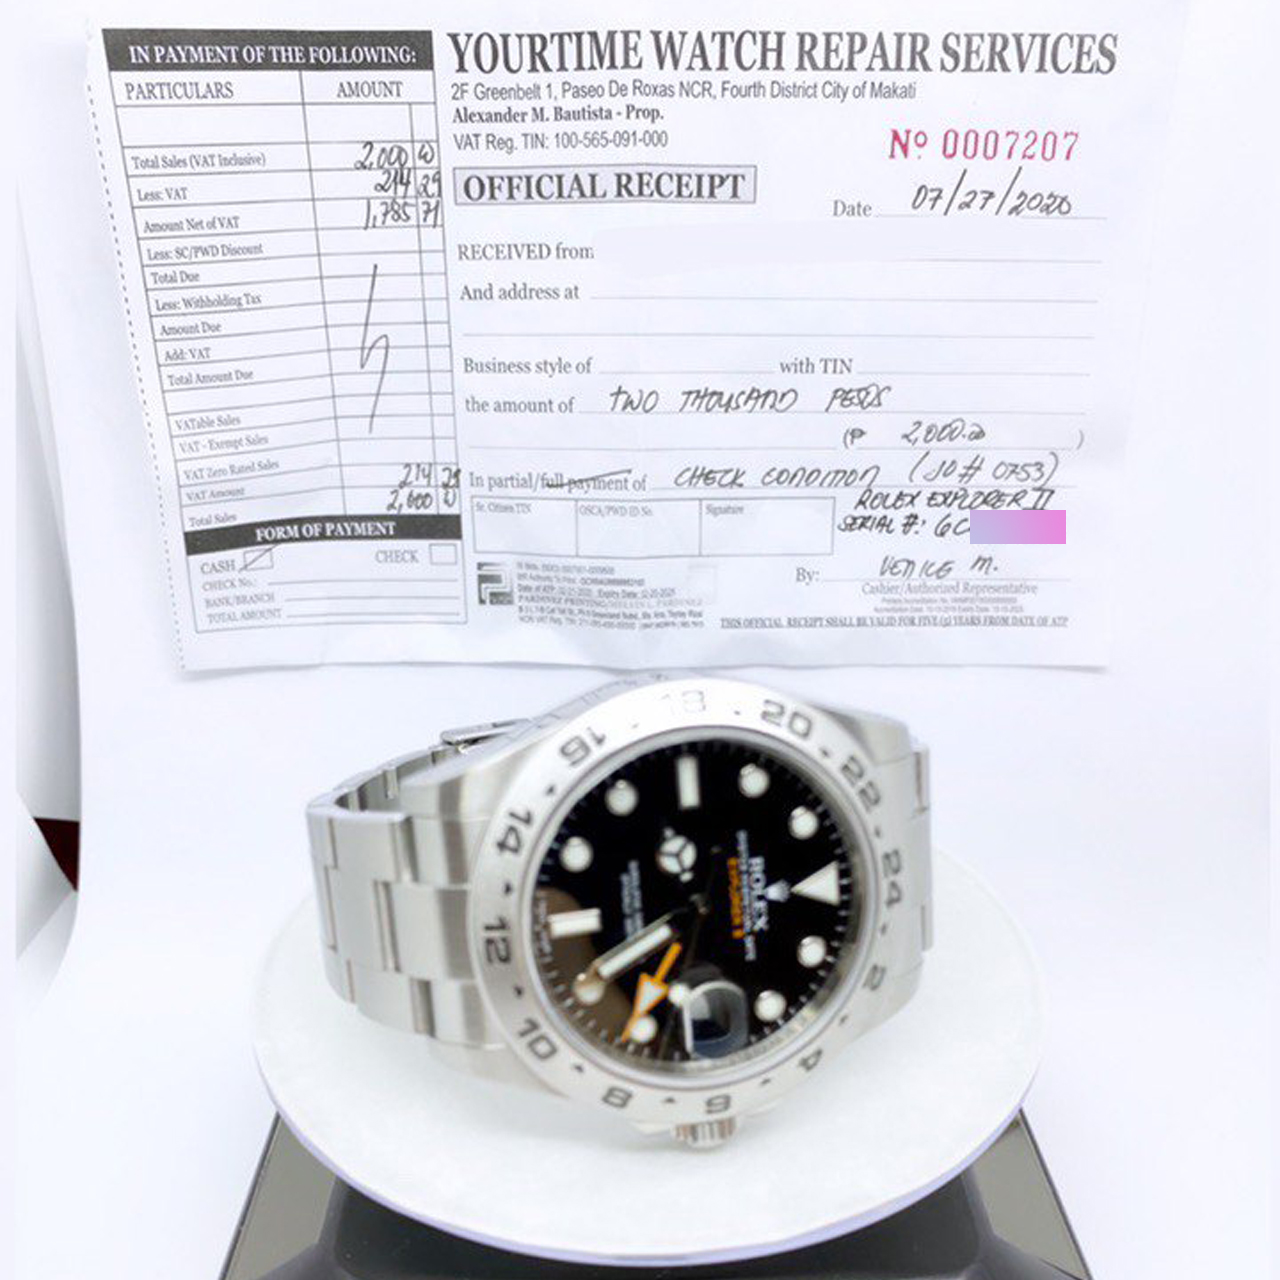 IN PAYMENT OF THE FOLLOWING:
PARTICULARS AMOUNT
Total Sales (VAT Inclusive) 2,000 00
Less: VAT 214 29
Amount Net of VAT 1,785 71
Less: SC/PWD Discount
Total Due
Less: Withholding Tax
Amount Due
Add: VAT
Total Amount Due
VATable Sales
VAT - Exempt Sales
VAT Zero Rated Sales
VAT Amount 214 29
Total Sales 2,000 00
FORM OF PAYMENT
CASH CHECK
CHECK No.:
BANK/BRANCH
TOTAL AMOUNT
YOURTIME WATCH REPAIR SERVICES
2F Greenbelt 1, Paseo De Roxas NCR, Fourth District City of Makati
Alexander M. Bautista - Prop.
VAT Reg. TIN: 100-565-091-000
Nº 0007207
OFFICIAL RECEIPT
Date 07/27/2020
RECEIVED from
And address at
Business style of with TIN
the amount of TWO THOUSAND PESOS
(₱ 2,000.00 )
In partial/full payment of CHECK CONDITION (JO# 0753)
ROLEX EXPLORER II
SERIAL #: 6C
Sr. Citizen TIN OSCA/PWD ID No. Signature
By: VENICE M.
Cashier/Authorized Representative
THIS OFFICIAL RECEIPT SHALL BE VALID FOR FIVE (5) YEARS FROM DATE OF ATP
18 20 22 24 2 4 6 8 10 12 14 16
ROLEX
OYSTER PERPETUAL DATE
EXPLORER II